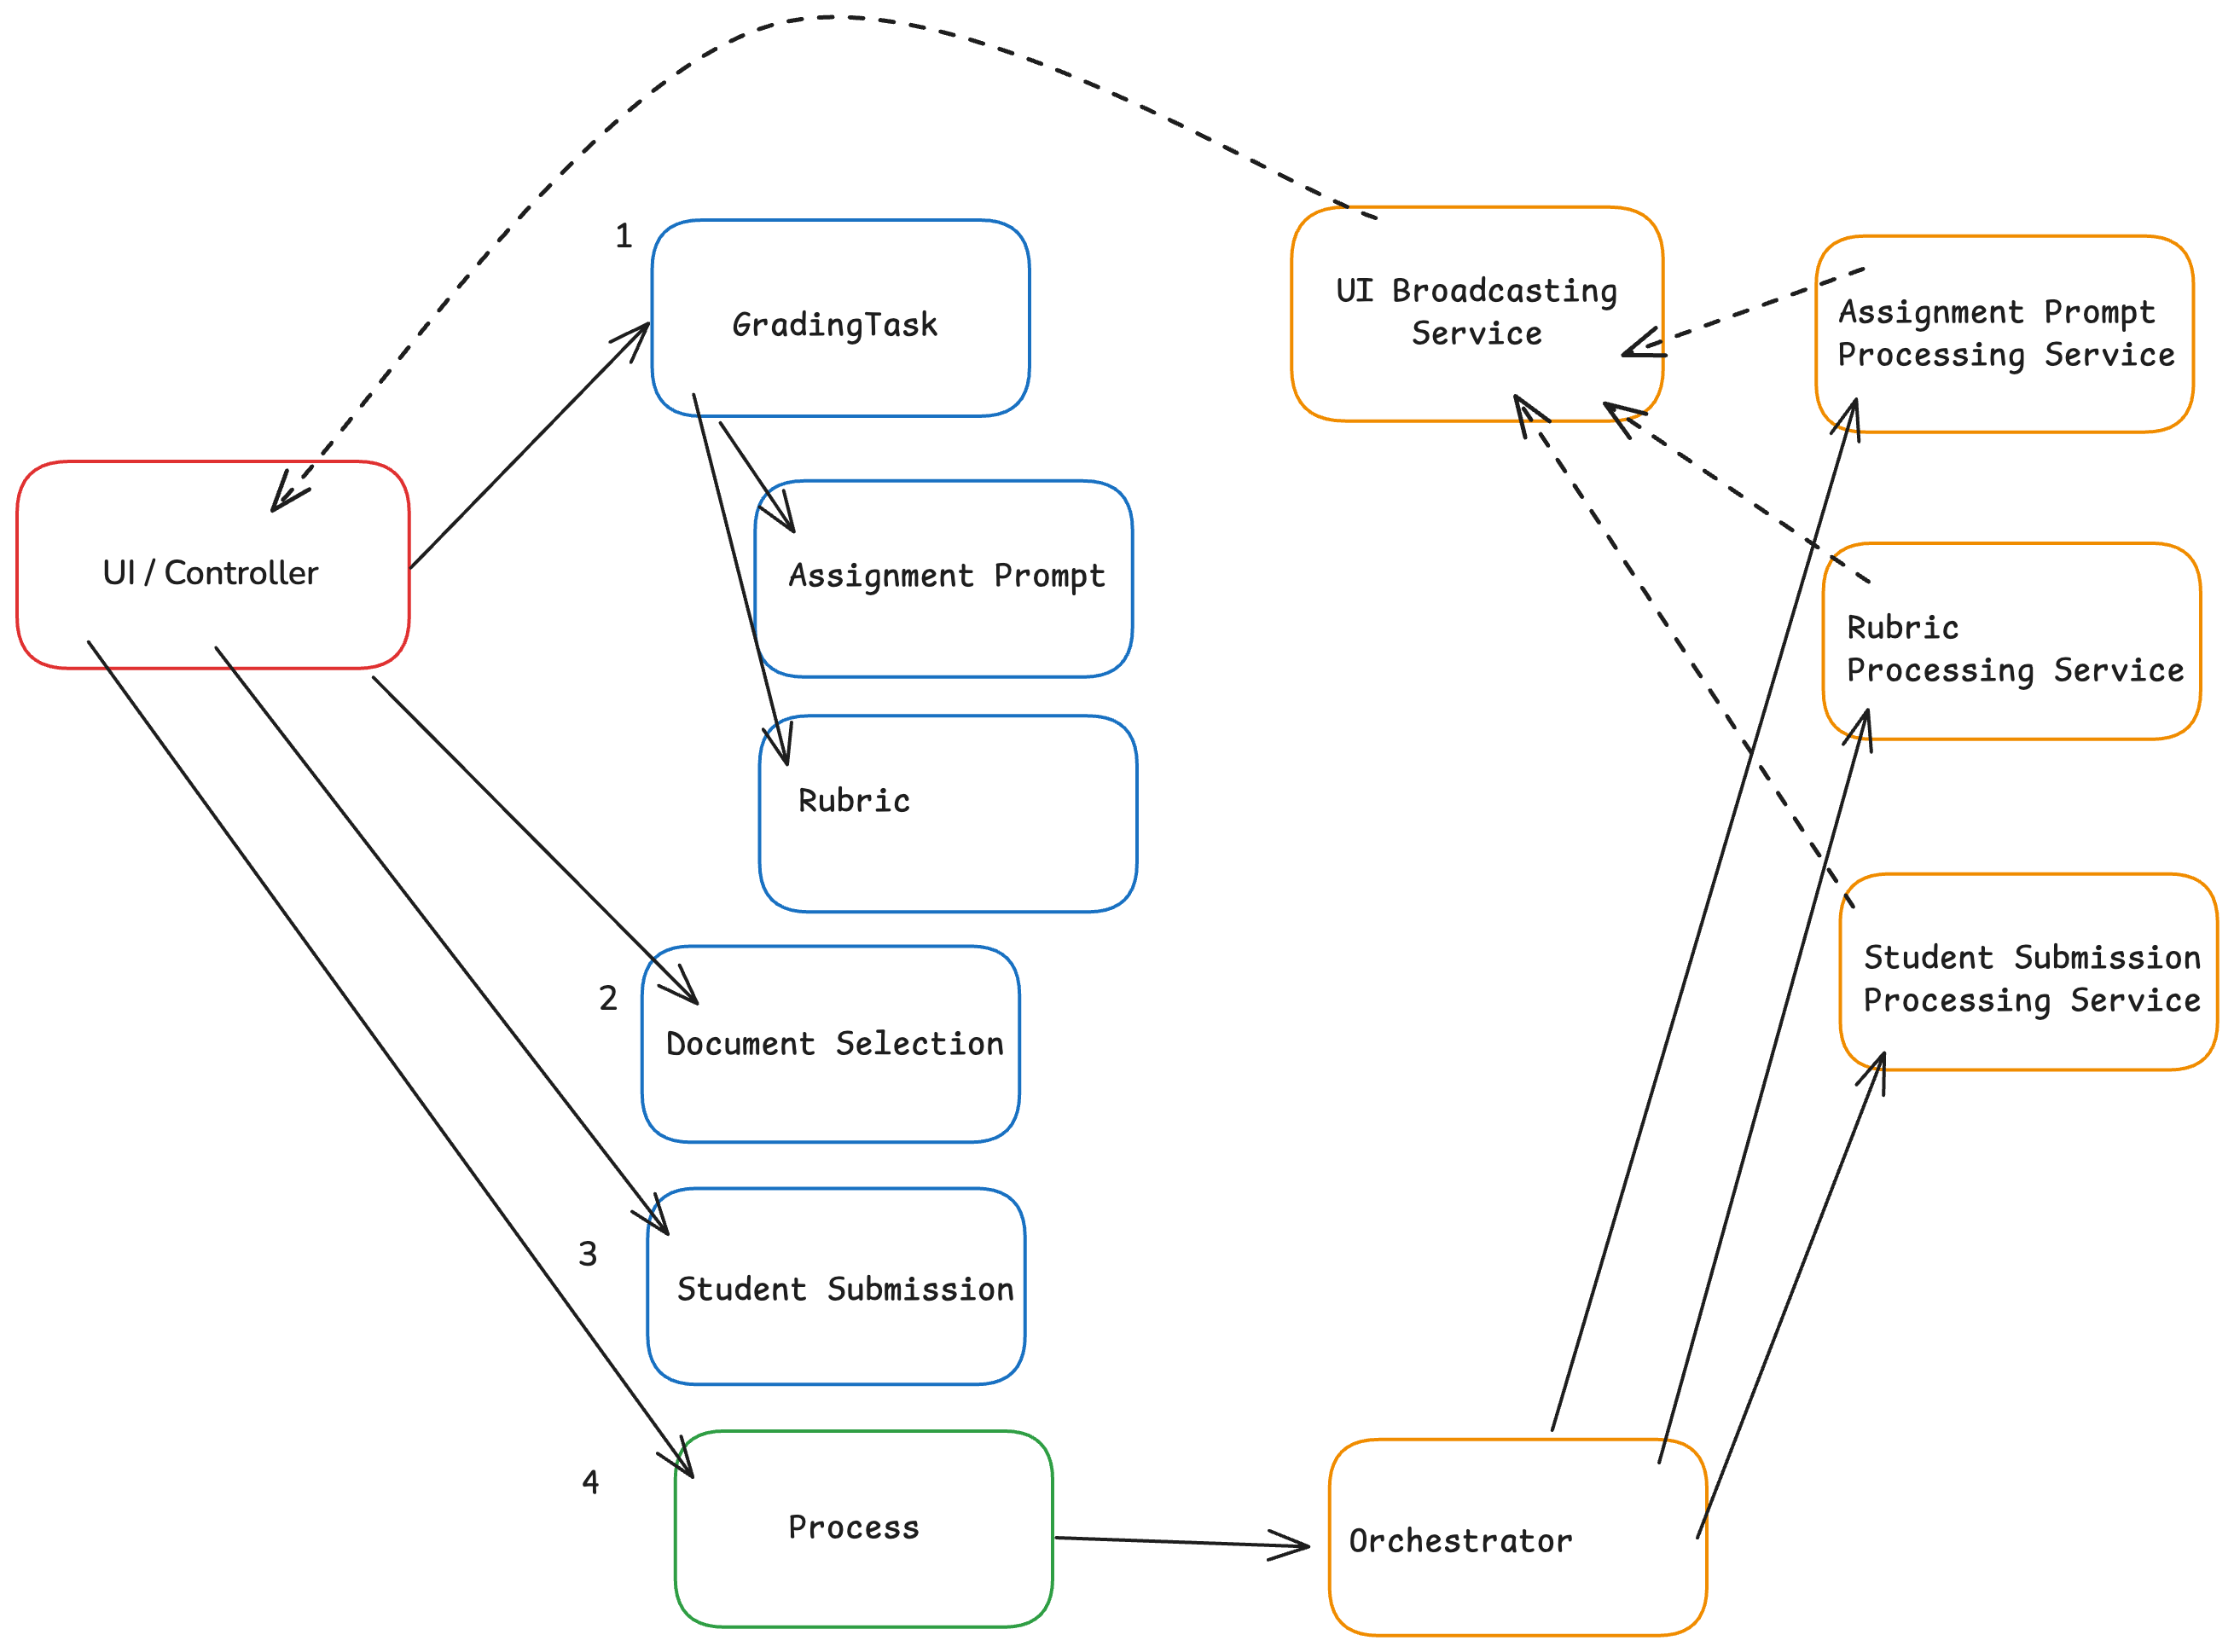 1
GradingTask
UI Broadcasting
Service
Assignment Prompt
Processing Service
UI / Controller
Assignment Prompt
Rubric
Processing Service
Rubric
2
Document Selection
Student Submission
Processing Service
3
Student Submission
4
Process
Orchestrator